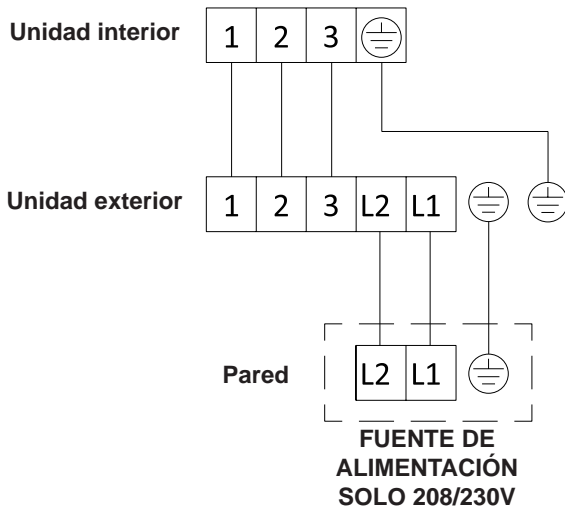 Unidad interior 1 2 3
Unidad exterior 1 2 3 L2 L1
Pared L2 L1
FUENTE DE
ALIMENTACIÓN
SOLO 208/230V